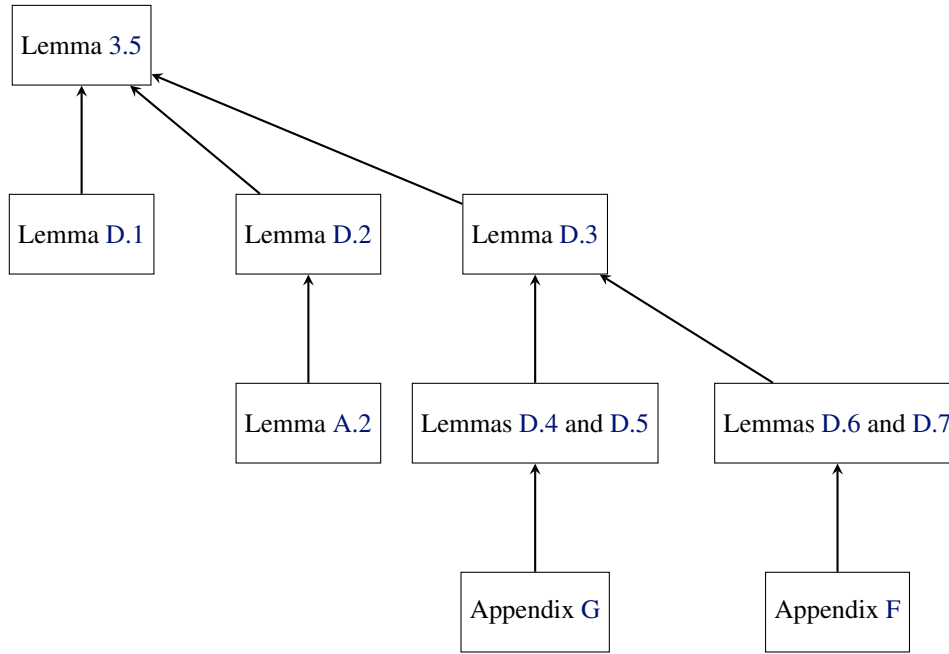 Lemma 3.5
Lemma D.1
Lemma D.2
Lemma D.3
Lemma A.2
Lemmas D.4 and D.5
Lemmas D.6 and D.7
Appendix G
Appendix F